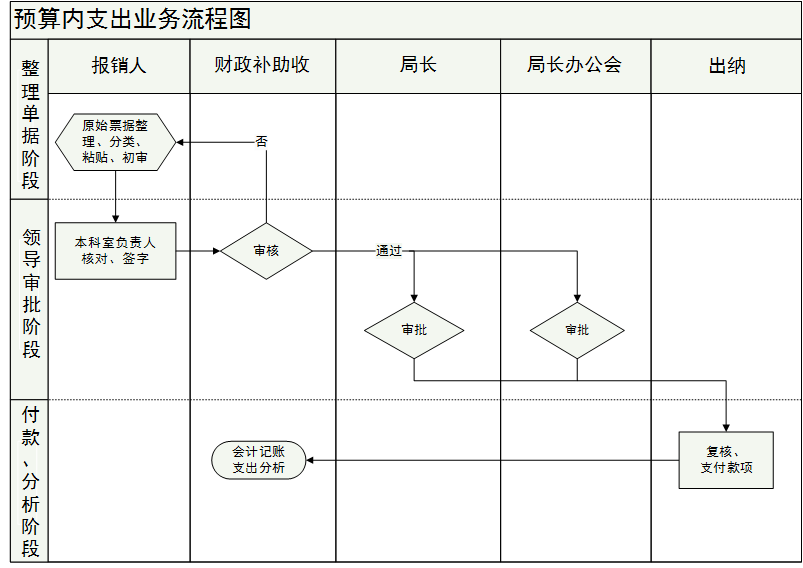 预算内支出业务流程图
报销人
财政补助收
局长
局长办公会
出纳
整理单据阶段
原始票据整
理、分类、
粘贴、初审
否
领导审批阶段
本科室负责人
核对、签字
审核
通过
审批
审批
付款、分析阶段
会计记账
支出分析
复核、
支付款项